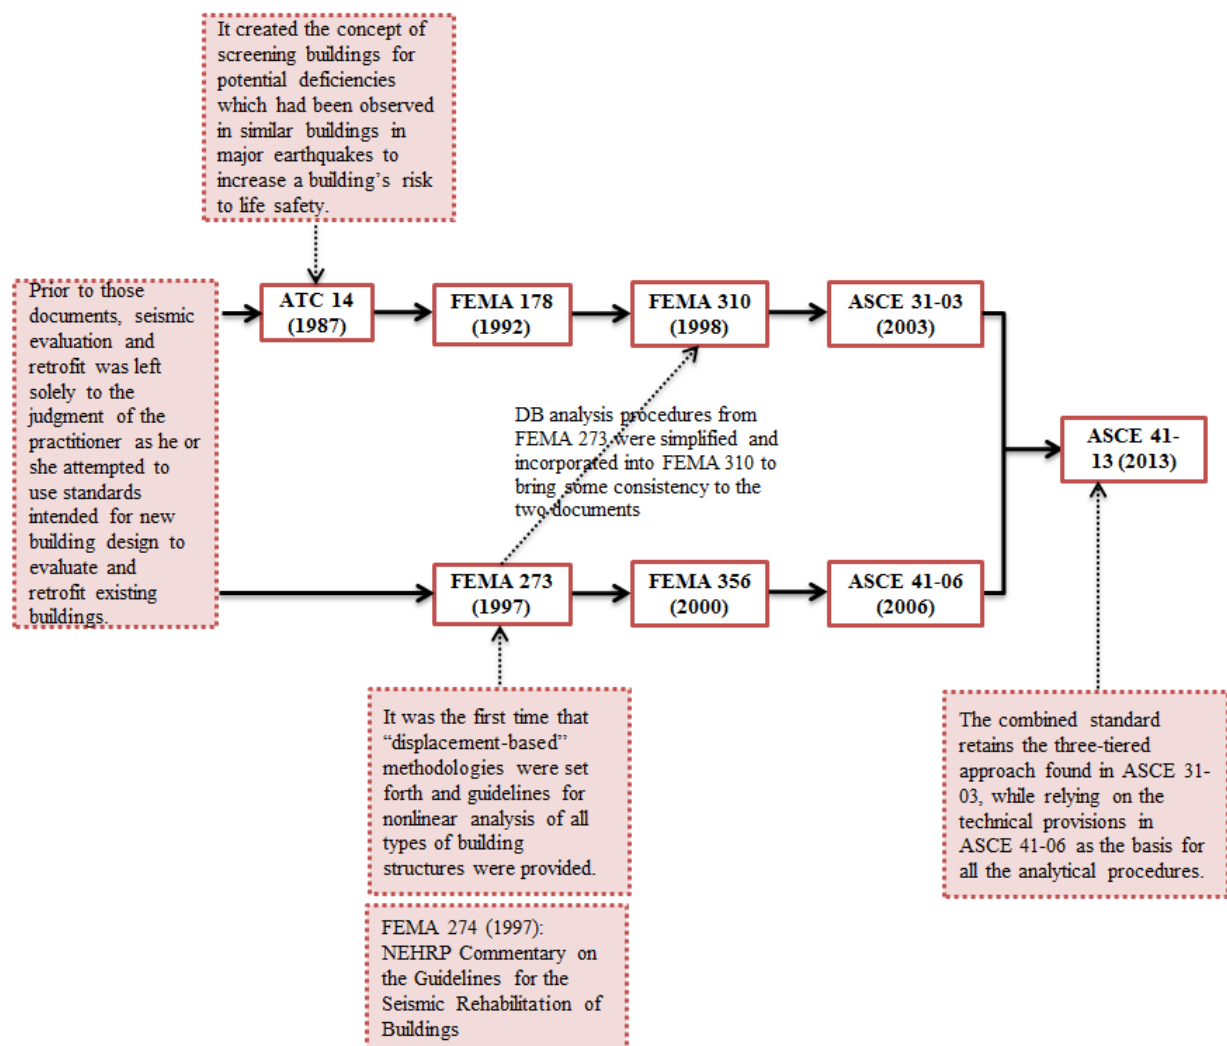 It created the concept of
screening buildings for
potential deficiencies
which had been observed
in similar buildings in
major earthquakes to
increase a building's risk
to life safety.
Prior to those
documents, seismic
evaluation and
retrofit was left
solely to the
judgment of the
practitioner as he or
she attempted to
use standards
intended for new
building design to
evaluate and
retrofit existing
buildings.
ATC 14
(1987)
FEMA 178
(1992)
FEMA 310
(1998)
ASCE 31-03
(2003)
DB analysis procedures from
FEMA 273 were simplified and
incorporated into FEMA 310 to
bring some consistency to the
two documents
ASCE 41-
13 (2013)
FEMA 273
(1997)
FEMA 356
(2000)
ASCE 41-06
(2006)
It was the first time that
“displacement-based”
methodologies were set
forth and guidelines for
nonlinear analysis of all
types of building
structures were provided.
FEMA 274 (1997):
NEHRP Commentary on
the Guidelines for the
Seismic Rehabilitation of
Buildings
The combined standard
retains the three-tiered
approach found in ASCE 31-
03, while relying on the
technical provisions in
ASCE 41-06 as the basis for
all the analytical procedures.